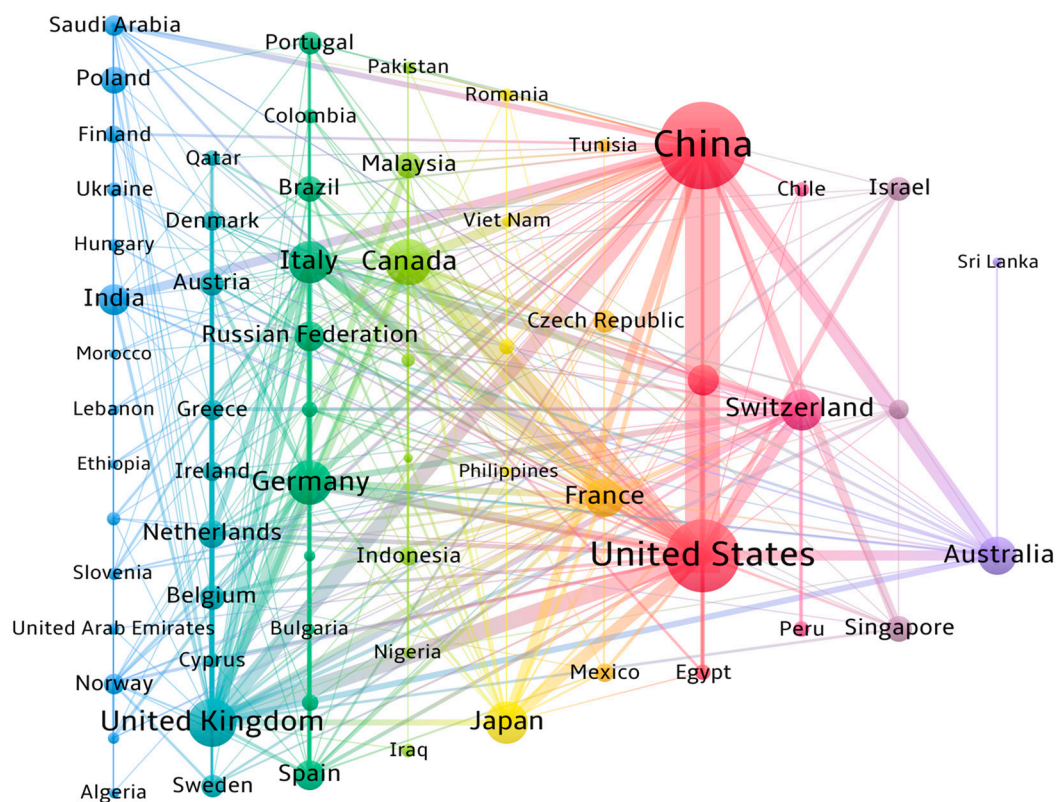 Saudi Arabia
Poland
Finland
Ukraine
Hungary
India
Morocco
Lebanon
Ethiopia
Slovenia
United Arab Emirates
Norway
Algeria
Qatar
Denmark
Austria
Greece
Ireland
Netherlands
Belgium
Cyprus
United Kingdom
Sweden
Portugal
Colombia
Brazil
Italy
Russian Federation
Germany
Bulgaria
Spain
Pakistan
Malaysia
Canada
Indonesia
Nigeria
Iraq
Romania
Viet Nam
Philippines
Japan
Tunisia
Czech Republic
France
Mexico
China
United States
Egypt
Chile
Switzerland
Peru
Israel
Singapore
Sri Lanka
Australia